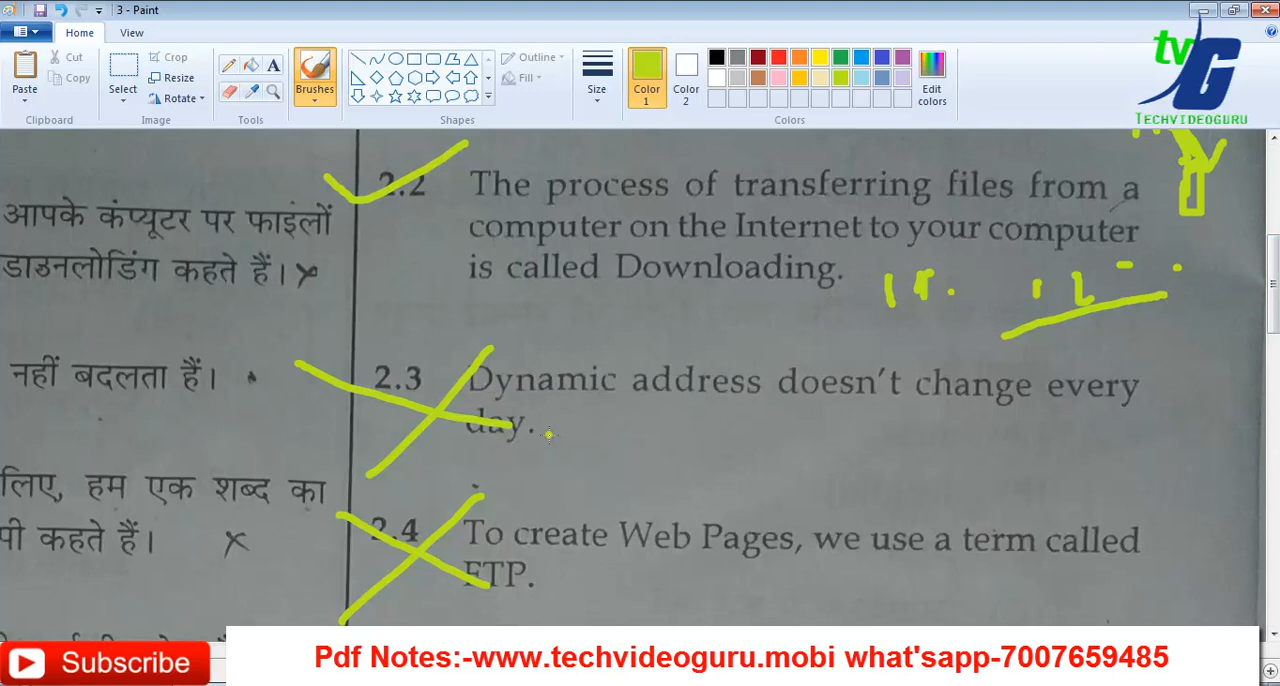 3 - Paint
Home
View
Paste
Cut
Copy
Clipboard
Select
Crop
Resize
Rotate
Image
Tools
Brushes
Outline
Fill
Shapes
Size
Color 1
Color 2
Edit colors
Colors
tv G
TECHVIDEOGURU
आपके कंप्यूटर पर फाइंलों
डाउनलोडिंग कहते हैं।
नहीं बदलता हैं।
लिए, हम एक शब्द का
पी कहते हैं।
2.2 The process of transferring files from a
computer on the Internet to your computer
is called Downloading.
2.3 Dynamic address doesn't change every
day.
2.4 To create Web Pages, we use a term called
FTP.
Subscribe
Pdf Notes:-www.techvideoguru.mobi what'sapp-7007659485